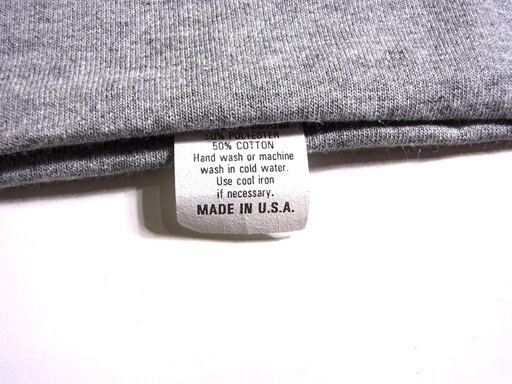 50% POLYESTER
50% COTTON
Hand wash or machine
wash in cold water.
Use cool iron
if necessary.
MADE IN U.S.A.